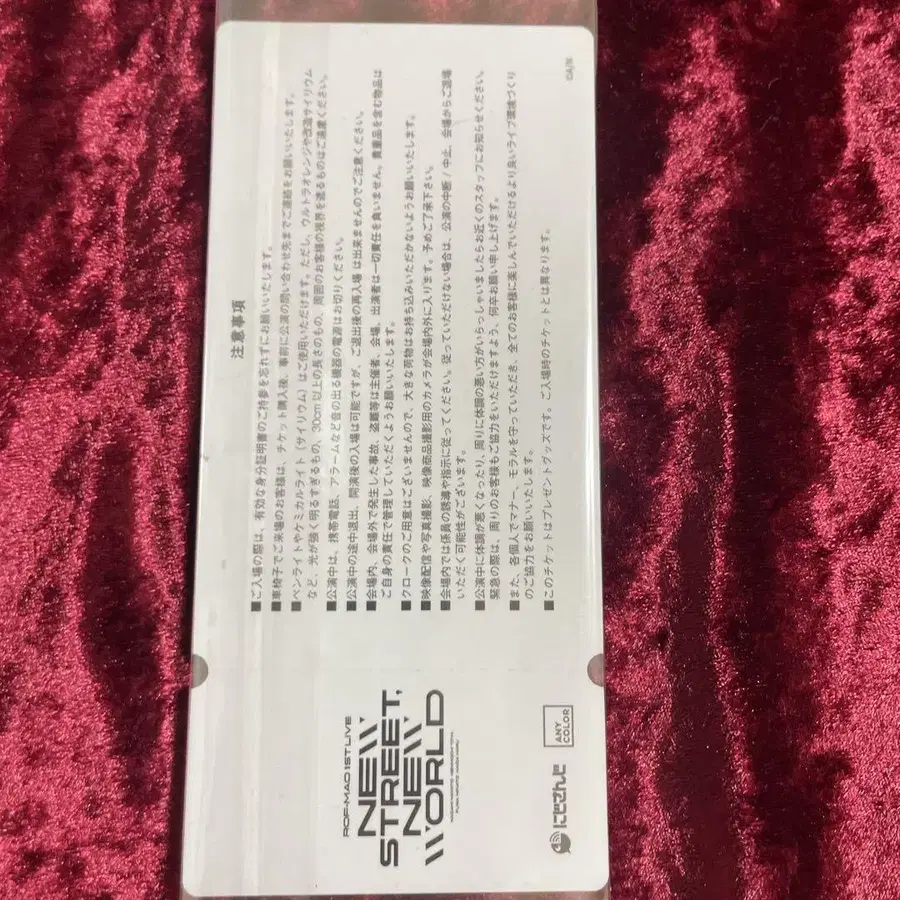 注意事項
■ご入場の際は、有効な身分証明書のご持参を忘れずにお願いいたします。
■車椅子でご来場のお客様は、チケット購入後、事前に公演の問い合わせ先までご連絡をお願いいたします。
■ペンライトやケミカルライト(サイリウム)はご使用いただけます。ただし、ウルトラオレンジや改造サイリウム
など、光が強く明るすぎるもの、30cm以上の長さのもの、周囲のお客様の視界を遮るものはご遠慮ください。
■公演中は、携帯電話、アラームなど音の出る機器の電源はお切りください。
■公演中の途中退出、開演後の入場は可能ですが、ご退出後の再入場は出来ませんのでご注意ください。
■会場内、会場外で発生した事故、盗難等は主催者、会場、出演者は一切責任を負いません。貴重品を含む物品は
ご自身の責任で管理していただくようお願いいたします。
■クロークのご用意はございませんので、大きな荷物はお持ち込みいただかないようお願いいたします。
■映像配信や写真撮影、映像商品撮影用のカメラが会場内外に入ります。予めご了承下さい。
■会場内では係員の誘導や指示に従ってください。従っていただけない場合は、公演の中断/中止、会場からご退場
いただく可能性がございます。
■公演中に体調が悪くなったり、周りに体調の悪い方がいらっしゃいましたらお近くのスタッフにお知らせください。
緊急の際は、周りのお客様もご協力をいただけますよう、何卒お願い申し上げます。
■また、各個人でマナー、モラルを守っていただき、全てのお客様に楽しんでいただけるより良いライブ環境づくり
のご協力をお願いいたします。
■このチケットはプレゼントグッズです。ご入場時のチケットとは異なります。
ROF-MAO 1ST LIVE
NEW
STREET,
NEW
WORLD
にじさんじ
ANY
COLOR